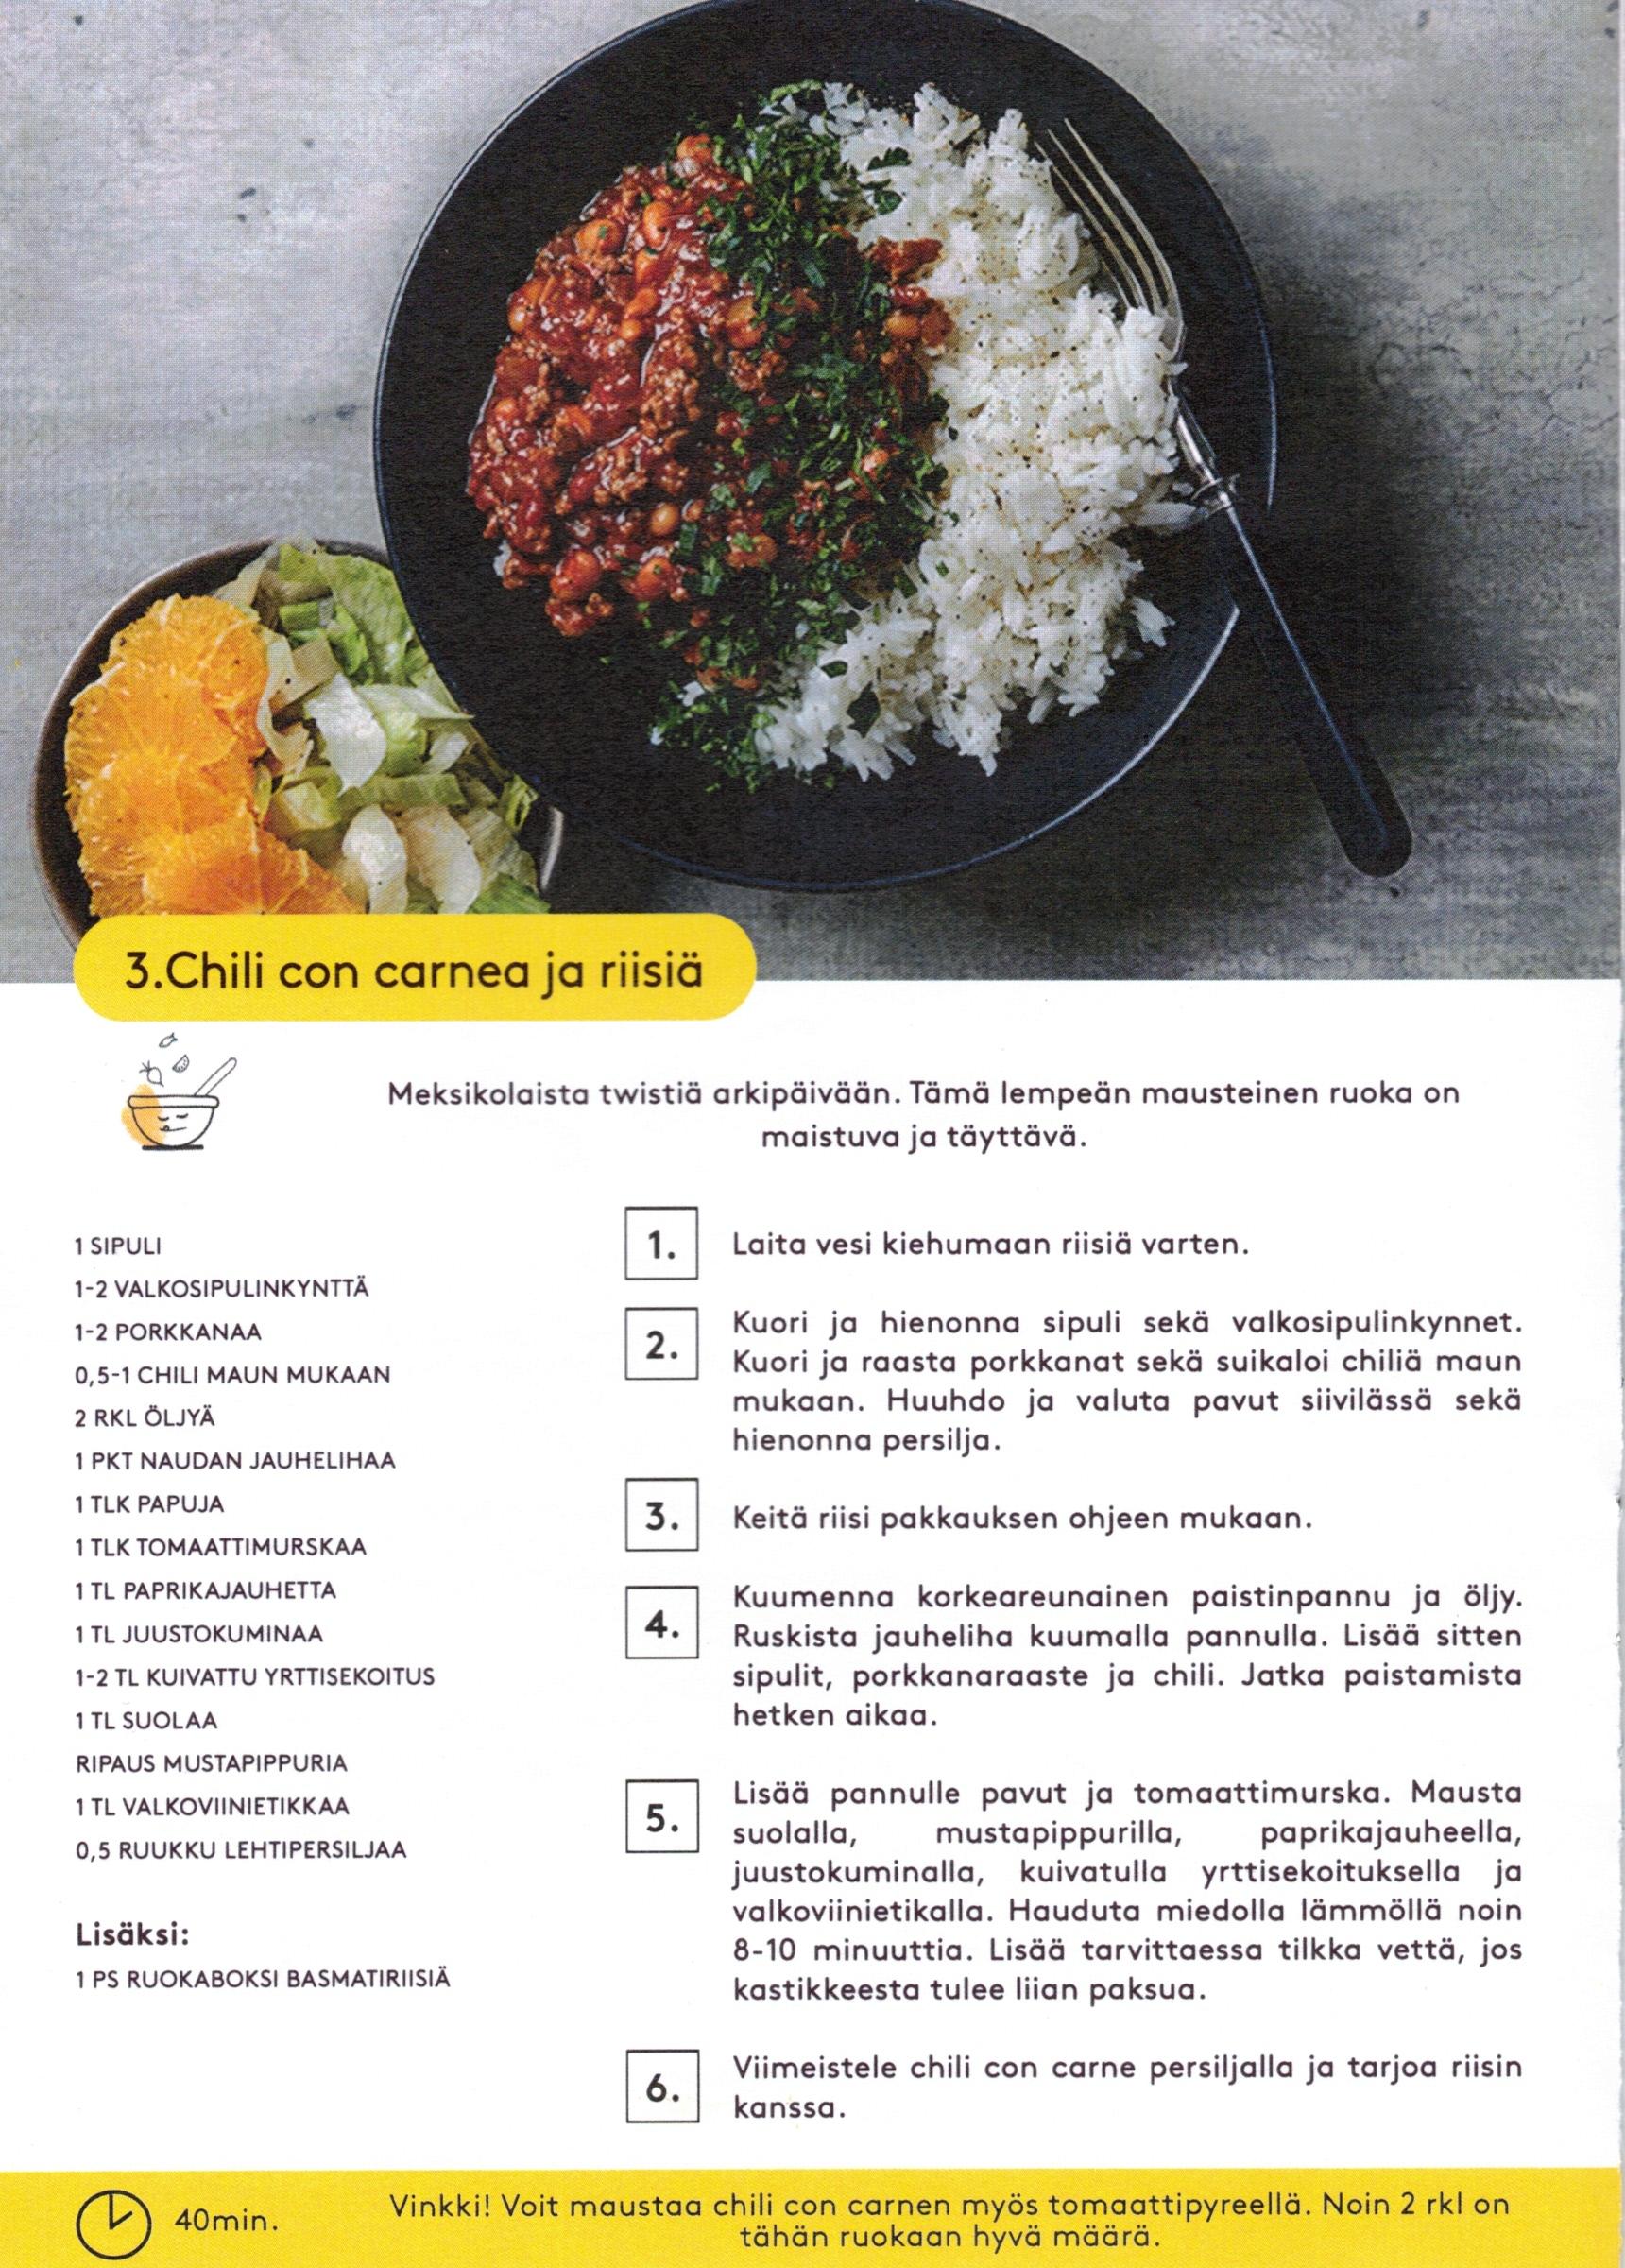 3.Chili con carnea ja riisiä
Meksikolaista twistiä arkipäivään. Tämä lempeän mausteinen ruoka on
maistuva ja täyttävä.
1 SIPULI
1-2 VALKOSIPULINKYNTTÄ
1-2 PORKKANAA
0,5-1 CHILI MAUN MUKAAN
2 RKL ÖLJYÄ
1 PKT NAUDAN JAUHELIHAA
1 TLK PAPUJA
1 TLK TOMAATTIMURSKAA
1 TL PAPRIKAJAUHETTA
1 TL JUUSTOKUMINAA
1-2 TL KUIVATTU YRTTISEKOITUS
1 TL SUOLAA
RIPAUS MUSTAPIPPURIA
1 TL VALKOVIINIETIKKAA
0,5 RUUKKU LEHTIPERSILJAA
Lisäksi:
1 PS RUOKABOKSI BASMATIRIISIÄ
1. Laita vesi kiehumaan riisiä varten.
2. Kuori ja hienonna sipuli sekä valkosipulinkynnet.
Kuori ja raasta porkkanat sekä suikaloi chiliä maun
mukaan. Huuhdo ja valuta pavut siivilässä sekä
hienonna persilja.
3. Keitä riisi pakkauksen ohjeen mukaan.
4. Kuumenna korkeareunainen paistinpannu ja öljy.
Ruskista jauheliha kuumalla pannulla. Lisää sitten
sipulit, porkkanaraaste ja chili. Jatka paistamista
hetken aikaa.
5. Lisää pannulle pavut ja tomaattimurska. Mausta
suolalla, mustapippurilla, paprikajauheella,
juustokuminalla, kuivatulla yrttisekoituksella ja
valkoviinietikalla. Hauduta miedolla lämmöllä noin
8-10 minuuttia. Lisää tarvittaessa tilkka vettä, jos
kastikkeesta tulee liian paksua.
6. Viimeistele chili con carne persiljalla ja tarjoa riisin
kanssa.
40min.
Vinkki! Voit maustaa chili con carnen myös tomaattipyreellä. Noin 2 rkl on
tähän ruokaan hyvä määrä.